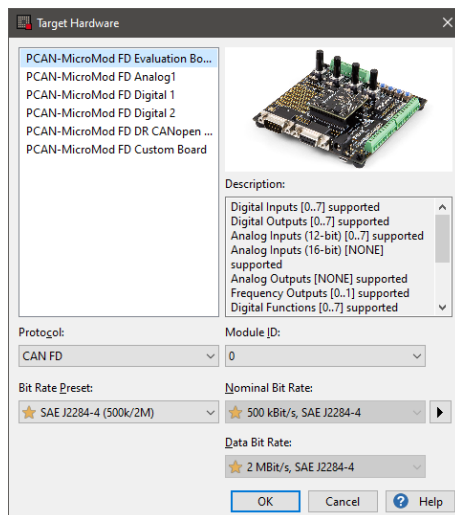 Target Hardware
PCAN-MicroMod FD Evaluation Bo...
PCAN-MicroMod FD Analog1
PCAN-MicroMod FD Digital 1
PCAN-MicroMod FD Digital 2
PCAN-MicroMod FD DR CANopen ...
PCAN-MicroMod FD Custom Board
Description:
Digital Inputs [0..7] supported
Digital Outputs [0..7] supported
Analog Inputs (12-bit) [0..7] supported
Analog Inputs (16-bit) [NONE]
supported
Analog Outputs [NONE] supported
Frequency Outputs [0..1] supported
Digital Functions [0..7] supported
Protocol:
CAN FD
Module ID:
0
Bit Rate Preset:
SAE J2284-4 (500k/2M)
Nominal Bit Rate:
500 kBit/s, SAE J2284-4
Data Bit Rate:
2 MBit/s, SAE J2284-4
OK
Cancel
Help